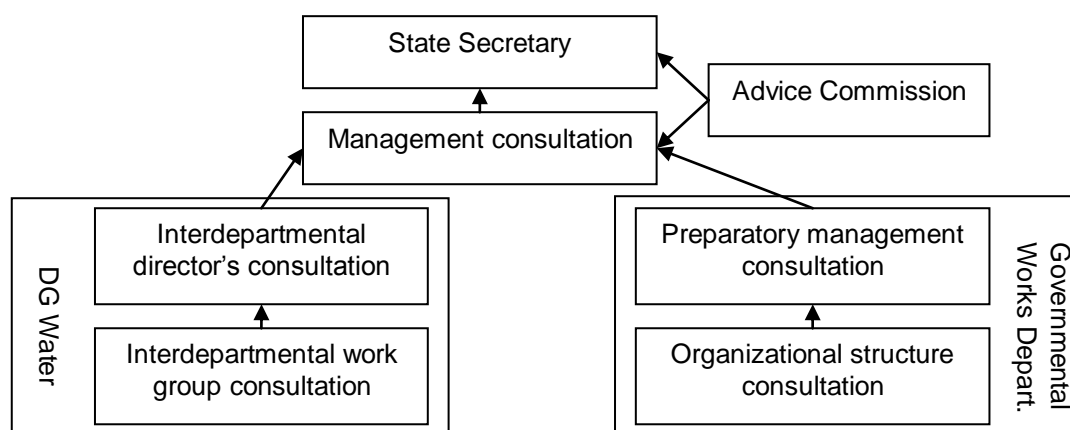 State Secretary
Advice Commission
Management consultation
DG Water
Interdepartmental
director's consultation
Interdepartmental work
group consultation
Preparatory management
consultation
Organizational structure
consultation
Governmental
Works Depart.